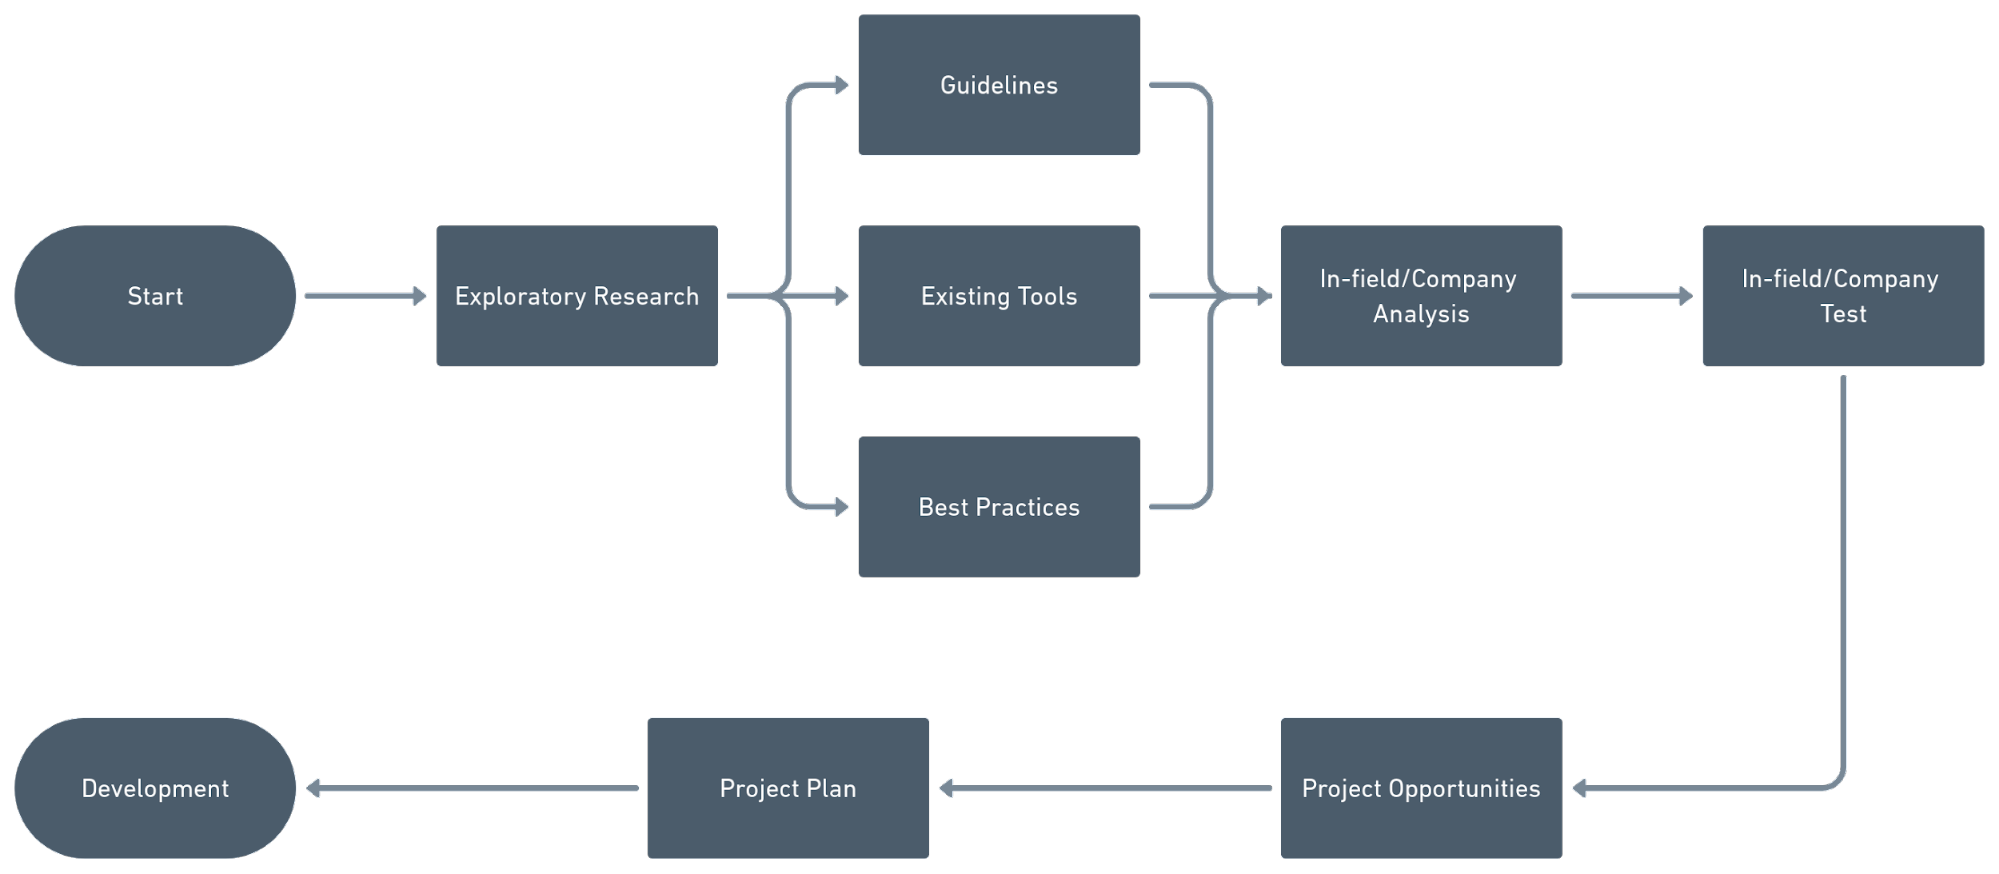 Start
Exploratory Research
Guidelines
Existing Tools
Best Practices
In-field/Company
Analysis
In-field/Company
Test
Project Opportunities
Project Plan
Development